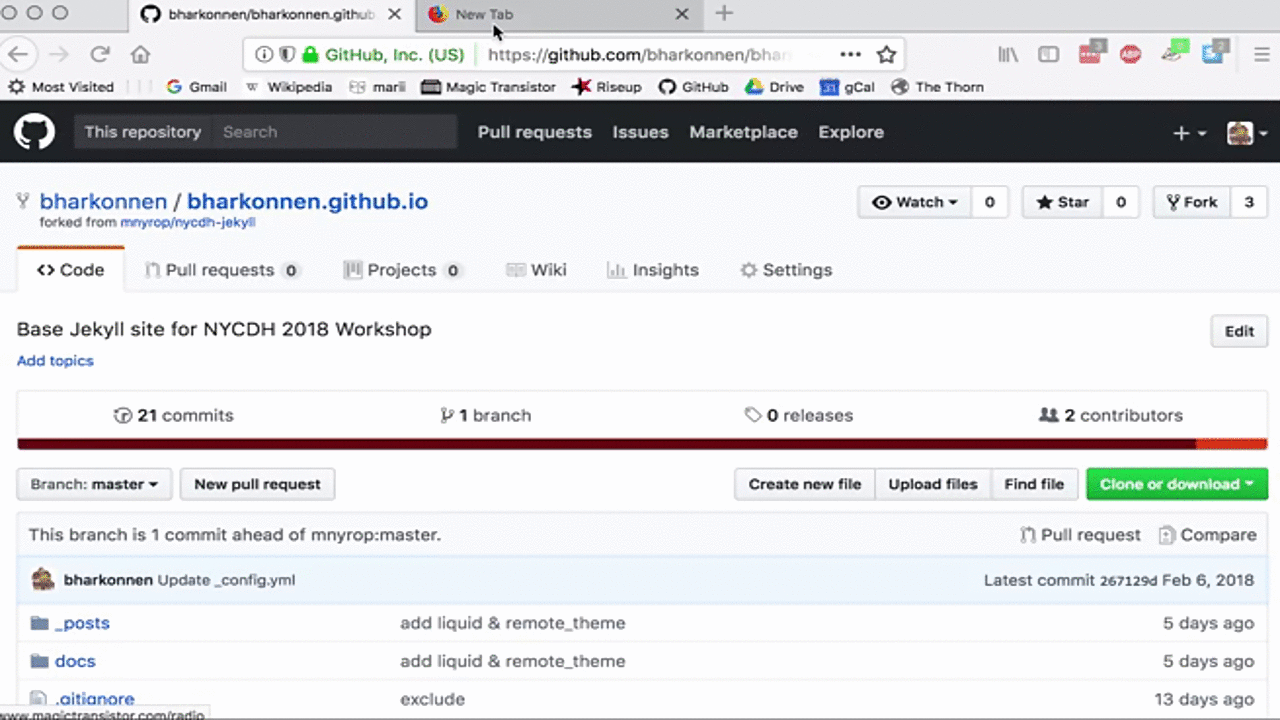 bharkonnen/bharkonnen.github
New Tab
GitHub, Inc. (US) https://github.com/bharkonnen/bhar
3 2
Most Visited Gmail W Wikipedia marii Magic Transistor Riseup GitHub Drive gCal The Thorn
This repository Search Pull requests Issues Marketplace Explore
bharkonnen / bharkonnen.github.io
Watch 0 Star 0 Fork 3
forked from mnyrop/nycdh-jekyll
Code Pull requests 0 Projects 0 Wiki Insights Settings
Base Jekyll site for NYCDH 2018 Workshop
Edit
Add topics
21 commits 1 branch 0 releases 2 contributors
Branch: master New pull request Create new file Upload files Find file Clone or download
This branch is 1 commit ahead of mnyrop:master. Pull request Compare
bharkonnen Update _config.yml Latest commit 267129d Feb 6, 2018
_posts add liquid & remote_theme 5 days ago
docs add liquid & remote_theme 5 days ago
.gitignore exclude 13 days ago
www.magictransistor.com/radio